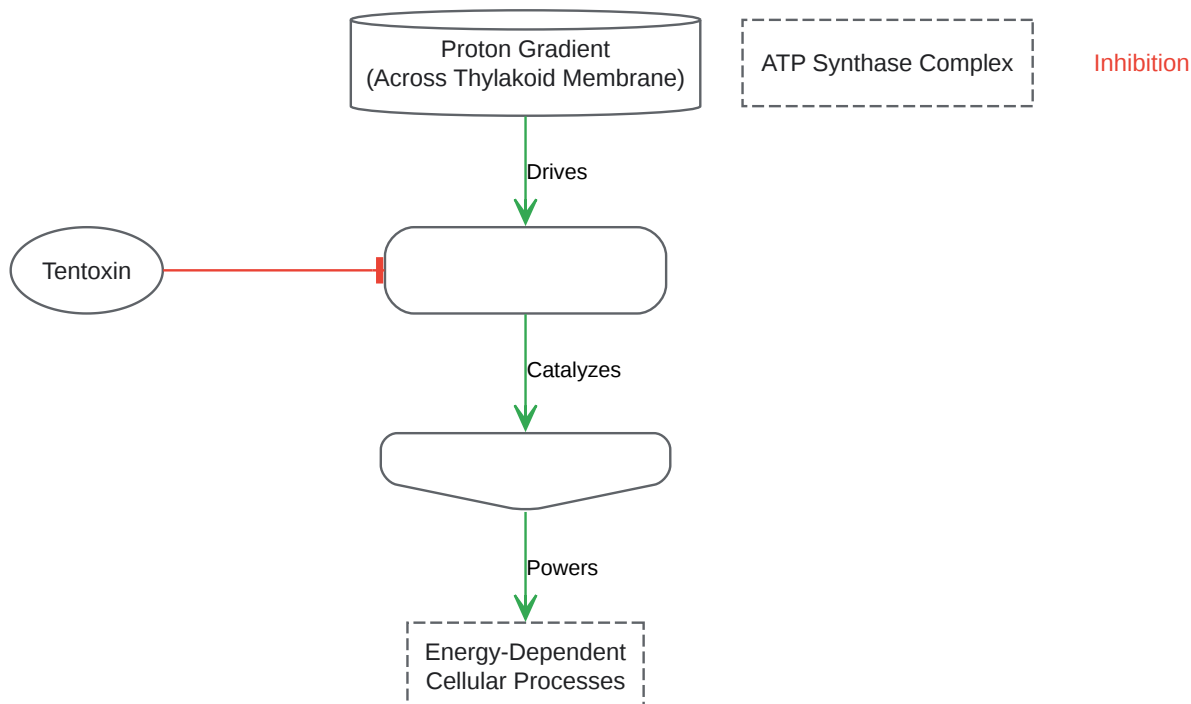 Proton Gradient
(Across Thylakoid Membrane)
ATP Synthase Complex
Inhibition
Drives
Tentoxin
Catalyzes
Powers
Energy-Dependent
Cellular Processes